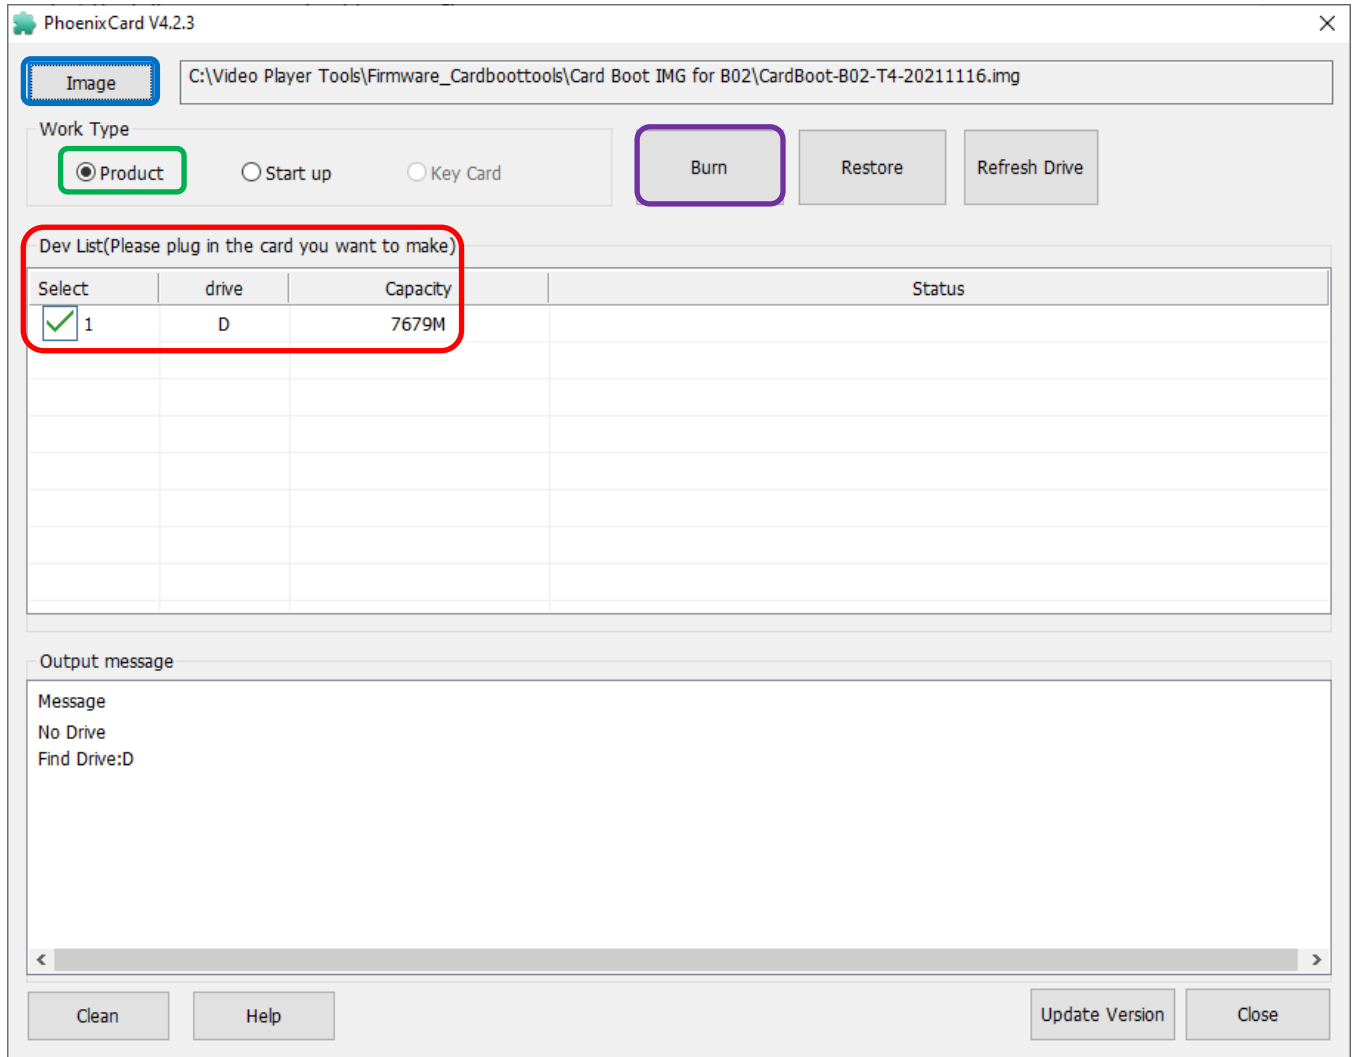 PhoenixCard V4.2.3
Image
C:\Video Player Tools\Firmware_Cardboottools\Card Boot IMG for B02\CardBoot-B02-T4-20211116.img
Work Type
Product
Start up
Key Card
Burn
Restore
Refresh Drive
Dev List(Please plug in the card you want to make)
Select drive Capacity Status
1 D 7679M
Output message
Message
No Drive
Find Drive:D
Clean
Help
Update Version
Close